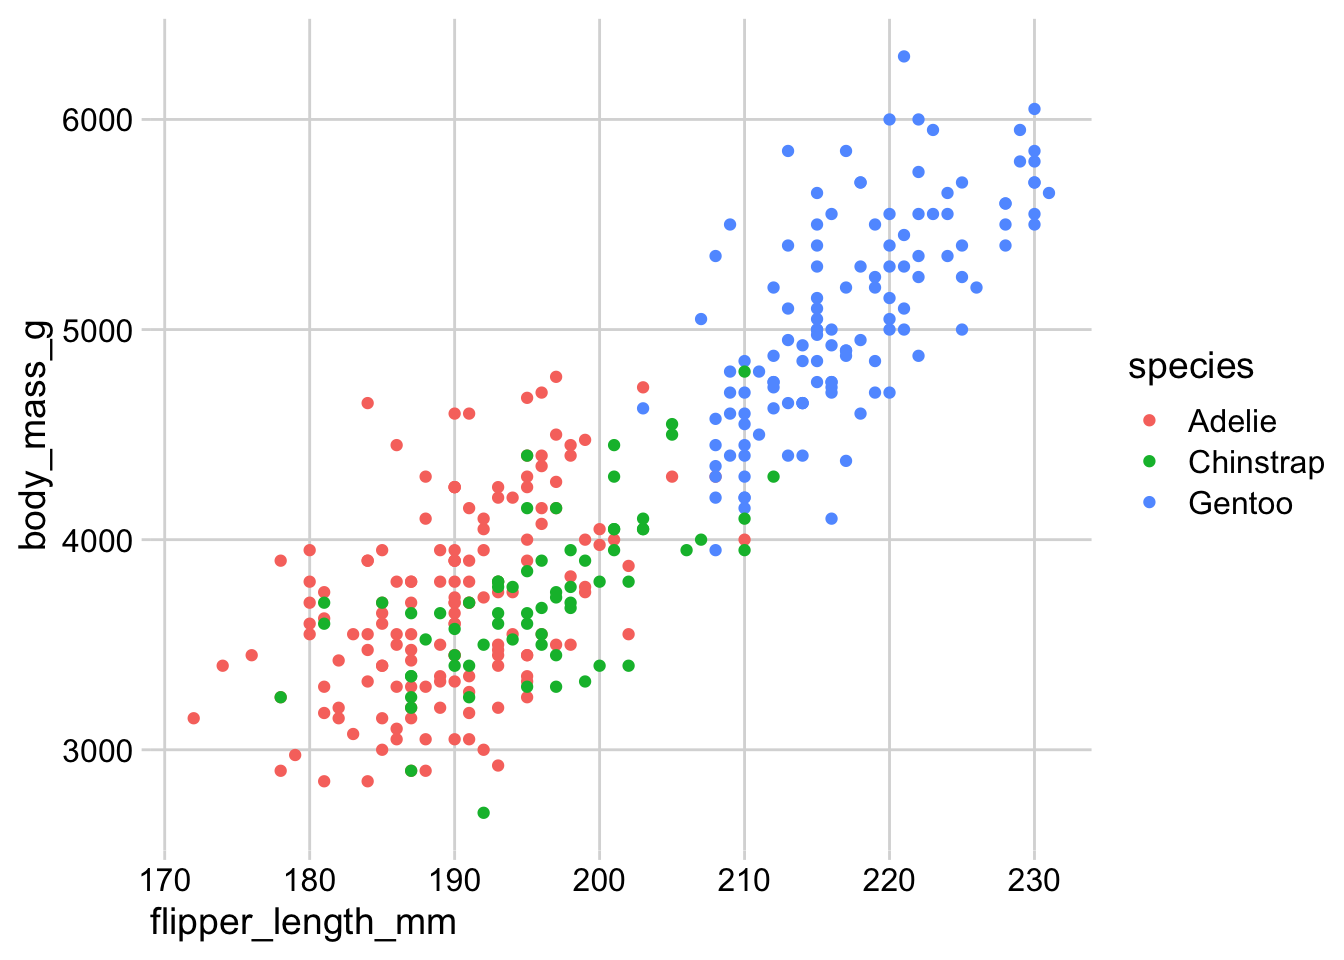 6000
5000
4000
3000
body_mass_g
170 180 190 200 210 220 230
flipper_length_mm
species
Adelie
Chinstrap
Gentoo